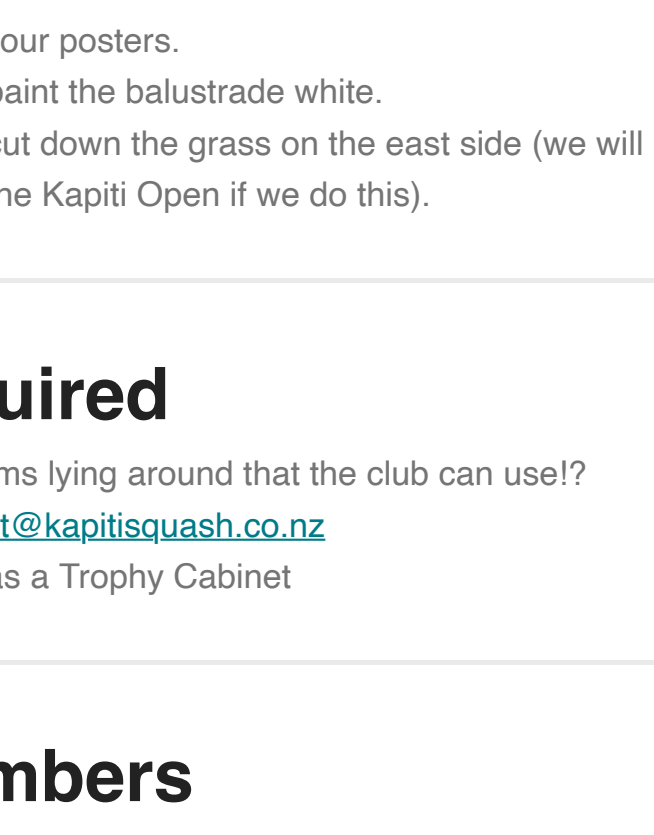 our posters.
paint the balustrade white.
cut down the grass on the east side (we will
he Kapiti Open if we do this).
uired
ms lying around that the club can use!?
t@kapitisquash.co.nz
as a Trophy Cabinet
mbers